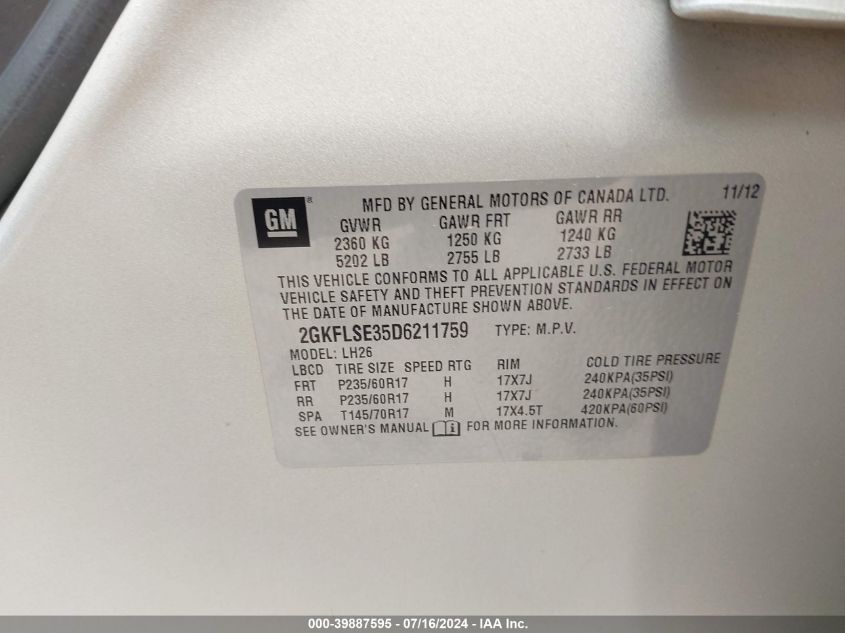 GM ® MFD BY GENERAL MOTORS OF CANADA LTD. 11/12
GVWR GAWR FRT GAWR RR
2360 KG 1250 KG 1240 KG
5202 LB 2755 LB 2733 LB
THIS VEHICLE CONFORMS TO ALL APPLICABLE U.S. FEDERAL MOTOR
VEHICLE SAFETY AND THEFT PREVENTION STANDARDS IN EFFECT ON
THE DATE OF MANUFACTURE SHOWN ABOVE.
2GKFLSE35D6211759 TYPE: M.P.V.
MODEL: LH26
LBCD TIRE SIZE SPEED RTG RIM COLD TIRE PRESSURE
FRT P235/60R17 H 17X7J 240KPA(35PSI)
RR P235/60R17 H 17X7J 240KPA(35PSI)
SPA T145/70R17 M 17X4.5T 420KPA(60PSI)
SEE OWNER'S MANUAL i FOR MORE INFORMATION.
000-39887595 - 07/16/2024 - IAA Inc.